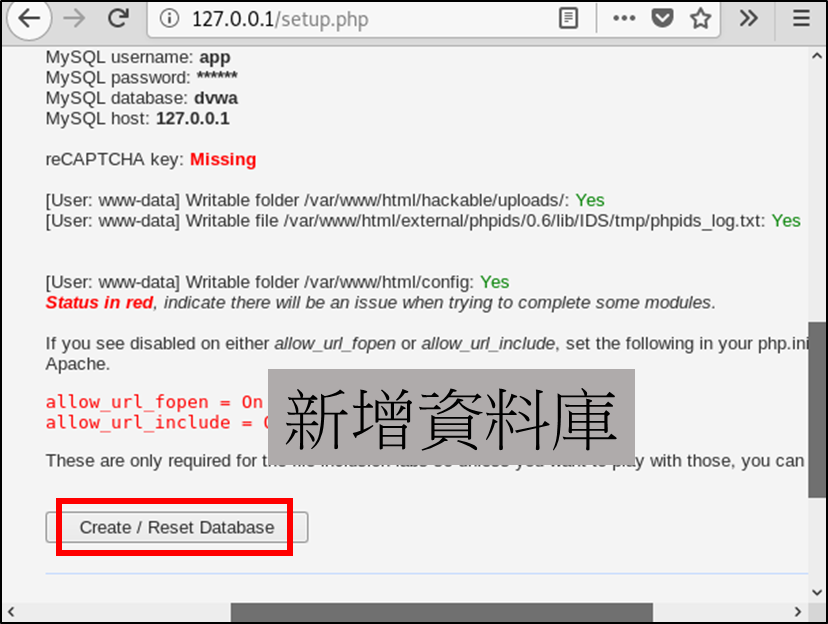 127.0.0.1/setup.php
MySQL username: app
MySQL password: ******
MySQL database: dvwa
MySQL host: 127.0.0.1
reCAPTCHA key: Missing
[User: www-data] Writable folder /var/www/html/hackable/uploads/: Yes
[User: www-data] Writable file /var/www/html/external/phpids/0.6/lib/IDS/tmp/phpids_log.txt: Yes
[User: www-data] Writable folder /var/www/html/config: Yes
Status in red, indicate there will be an issue when trying to complete some modules.
If you see disabled on either allow_url_fopen or allow_url_include, set the following in your php.ini
Apache.
allow_url_fopen = On
allow_url_include =
新增資料庫
These are only required for the file inclusion labs so unless you want to play with those, you can
Create / Reset Database